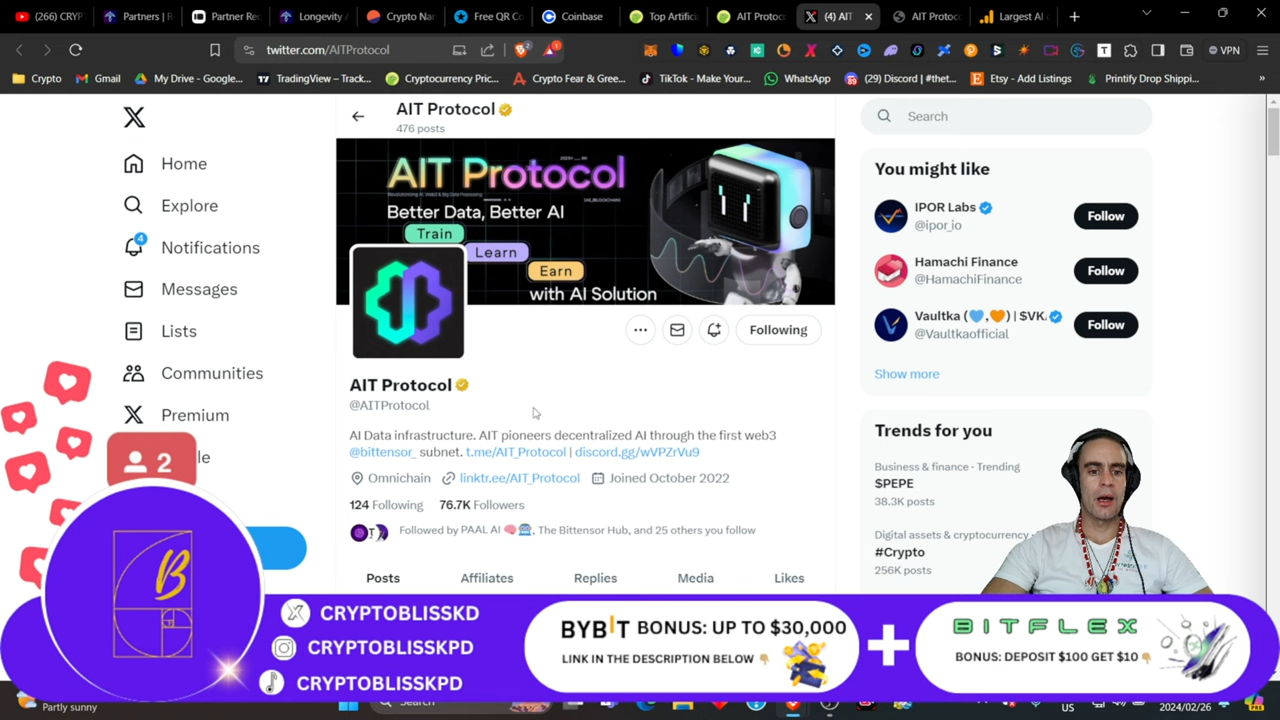 (266) CRYP
Partners | R
Partner Rec
Longevity A
Crypto Nar
Free QR Co
Coinbase
Top Artific
AIT Protoc
(4) AIT
AIT Protoc
Largest AI
twitter.com/AITProtocol
VPN
Crypto
Gmail
My Drive - Google...
TradingView – Track...
Cryptocurrency Pric...
Crypto Fear & Gree...
TikTok - Make Your...
WhatsApp
(29) Discord | #thet...
Etsy - Add Listings
Printify Drop Shippi...
Home
Explore
4
Notifications
Messages
Lists
Communities
Premium
2
AIT Protocol
476 posts
AIT Protocol
Better Data, Better AI
Train
Learn
Earn
with AI Solution
Following
AIT Protocol
@AITProtocol
AI Data infrastructure. AIT pioneers decentralized AI through the first web3
@bittensor_ subnet. t.me/AIT_Protocol | discord.gg/wVPZrVu9
Omnichain
linktr.ee/AIT_Protocol
Joined October 2022
124 Following
76.7K Followers
Followed by PAAL AI 🧠🤖, The Bittensor Hub, and 25 others you follow
Posts
Affiliates
Replies
Media
Likes
Search
You might like
IPOR Labs
@ipor_io
Follow
Hamachi Finance
@HamachiFinance
Follow
Vaultka (💙,🧡) | $VK
@Vaultkaofficial
Follow
Show more
Trends for you
Business & finance · Trending
$PEPE
38.3K posts
Digital assets & cryptocurrency
#Crypto
256K posts
B
CRYPTOBLISSKD
CRYPTOBLISSKPD
CRYPTOBLISSKPD
BYBIT BONUS: UP TO $30,000
LINK IN THE DESCRIPTION BELOW 👇🏼
BITFLEX
BONUS: DEPOSIT $100 GET $10 👇🏼
Partly sunny
Search
US
2024/02/26